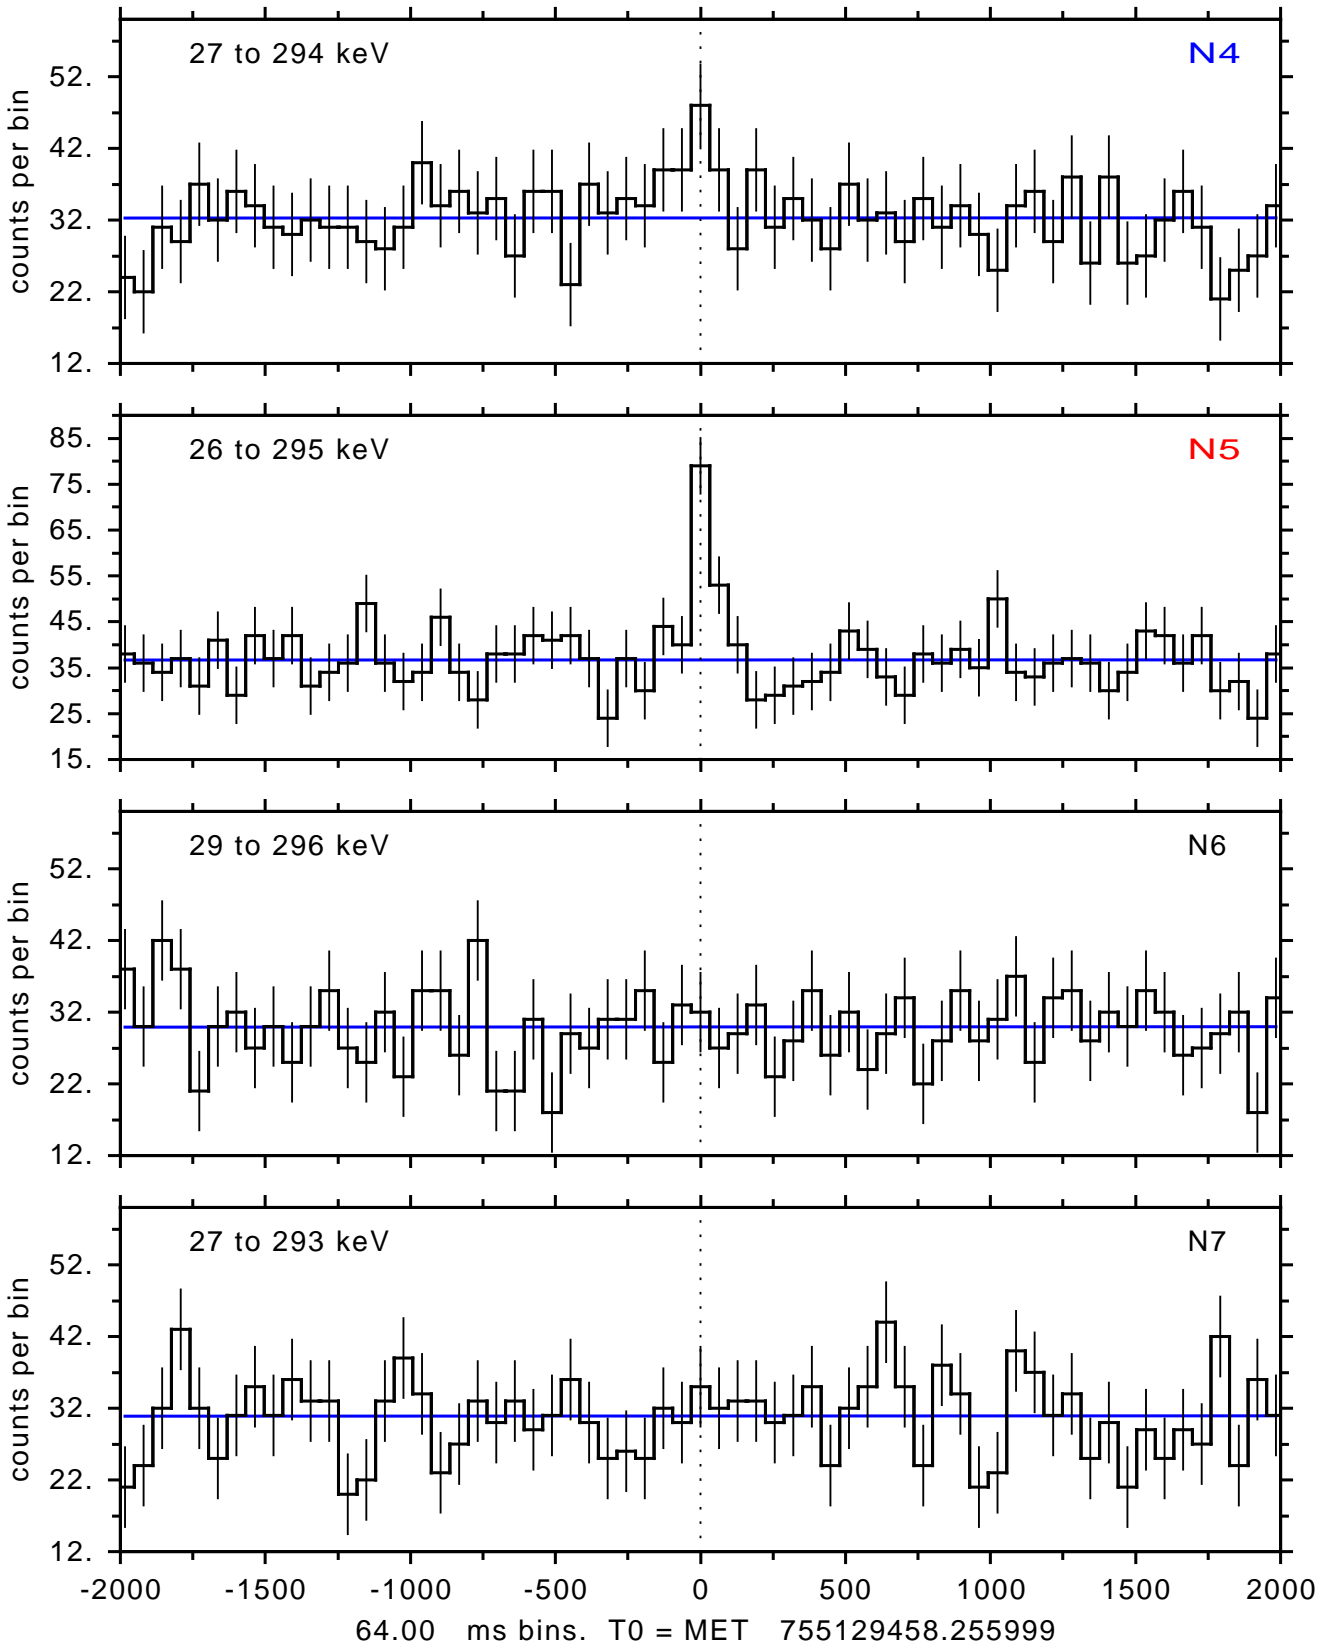 27 to 294 keV N4
52.
42.
32.
22.
12.
counts per bin
26 to 295 keV N5
85.
75.
65.
55.
45.
35.
25.
15.
counts per bin
29 to 296 keV N6
52.
42.
32.
22.
12.
counts per bin
27 to 293 keV N7
52.
42.
32.
22.
12.
counts per bin
-2000 -1500 -1000 -500 0 500 1000 1500 2000
64.00 ms bins. T0 = MET 755129458.255999